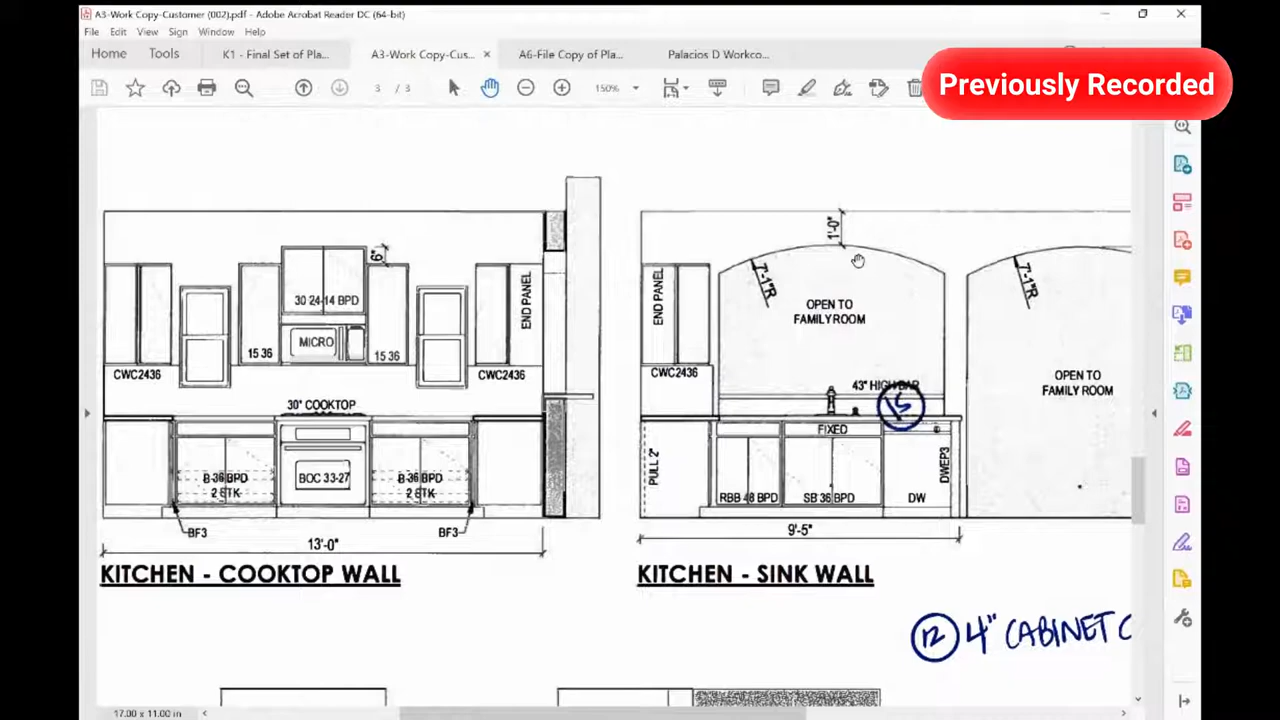 A3-Work Copy-Customer (002).pdf - Adobe Acrobat Reader DC (64-bit)
File Edit View Sign Window Help
Home Tools K1 - Final Set of Pla... A3-Work Copy-Cus... × A6-File Copy of Pla... Palacios D Workco...
Previously Recorded
3 / 3 150%
1'-0"
6"
7'-1"R
7'-1"R
30 24-14 BPD
END PANEL
END PANEL
OPEN TO
FAMILY ROOM
MICRO
15 36
15 36
CWC2436
CWC2436
CWC2436
OPEN TO
FAMILY ROOM
43" HIGH BAR
30" COOKTOP
15
FIXED
PULL 2"
DWEP3
B-36 BPD
2 STK
BOC 33-27
B-36 BPD
2 STK
RBB 48 BPD
SB 36 BPD
DW
BF3
BF3
13'-0"
9'-5"
KITCHEN - COOKTOP WALL
KITCHEN - SINK WALL
12 4" CABINET C
17.00 x 11.00 in